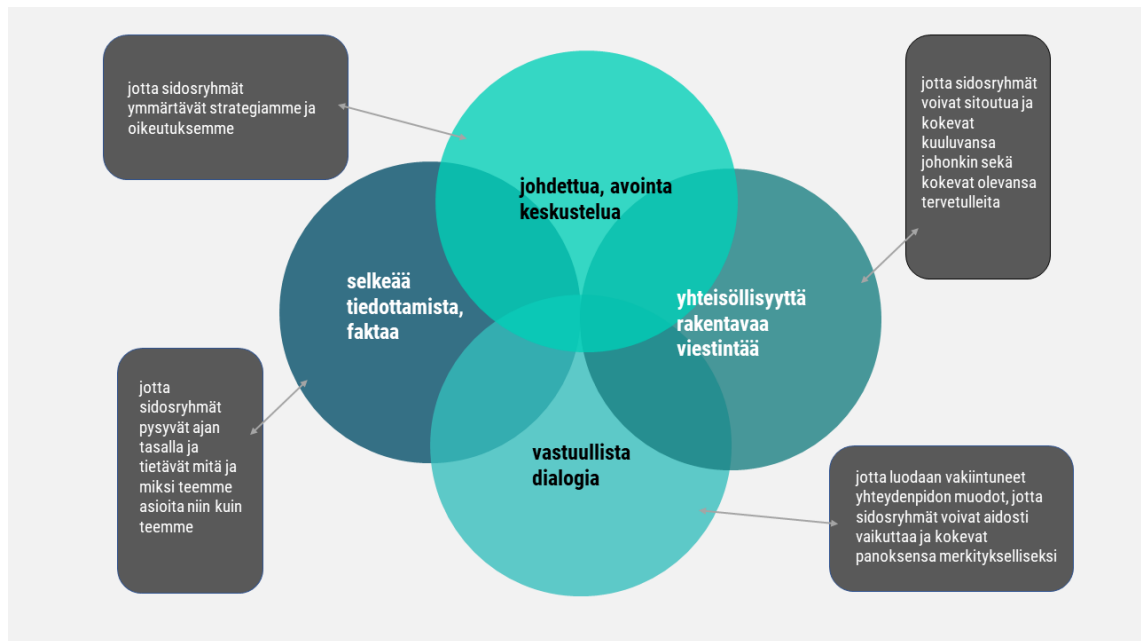 jotta sidosryhmät
ymmärtävät strategiamme ja
oikeutuksemme
johdettua, avointa
keskustelua
jotta sidosryhmät
voivat sitoutua ja
kokevat
kuuluvansa
johonkin sekä
kokevat olevansa
tervetulleita
selkeää
tiedottamista,
faktaa
yhteisöllisyyttä
rakentavaa
viestintää
jotta
sidosryhmät
pysyvät ajan
tasalla ja
tietävät mitä ja
miksi teemme
asioita niin kuin
teemme
vastuullista
dialogia
jotta luodaan vakiintuneet
yhteydenpidon muodot, jotta
sidosryhmät voivat aidosti
vaikuttaa ja kokevat
panoksensa merkitykselliseksi